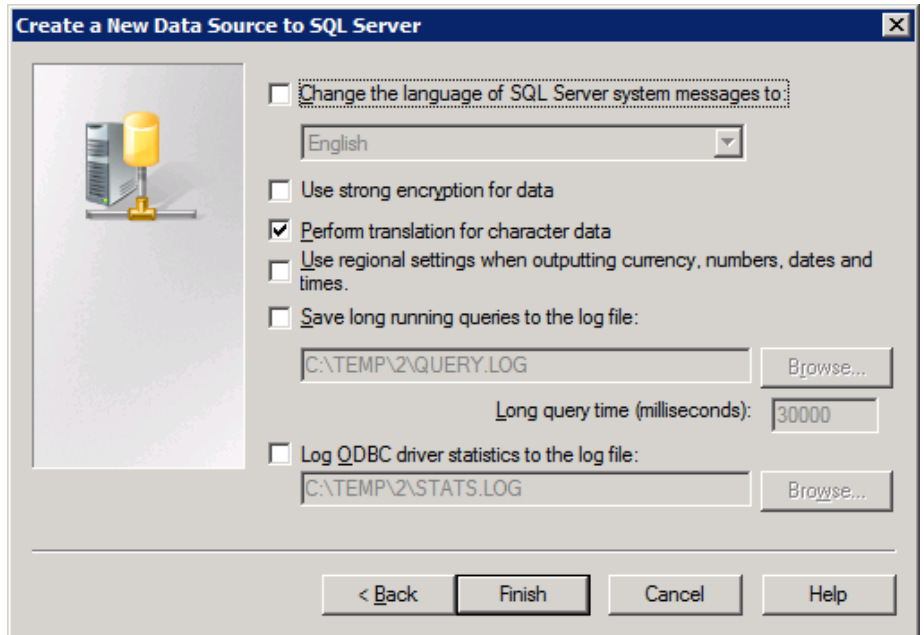 Create a New Data Source to SQL Server
Change the language of SQL Server system messages to:
English
Use strong encryption for data
Perform translation for character data
Use regional settings when outputting currency, numbers, dates and
times.
Save long running queries to the log file:
C:\TEMP\2\QUERY.LOG
Browse...
Long query time (milliseconds):
30000
Log ODBC driver statistics to the log file:
C:\TEMP\2\STATS.LOG
Browse...
< Back
Finish
Cancel
Help